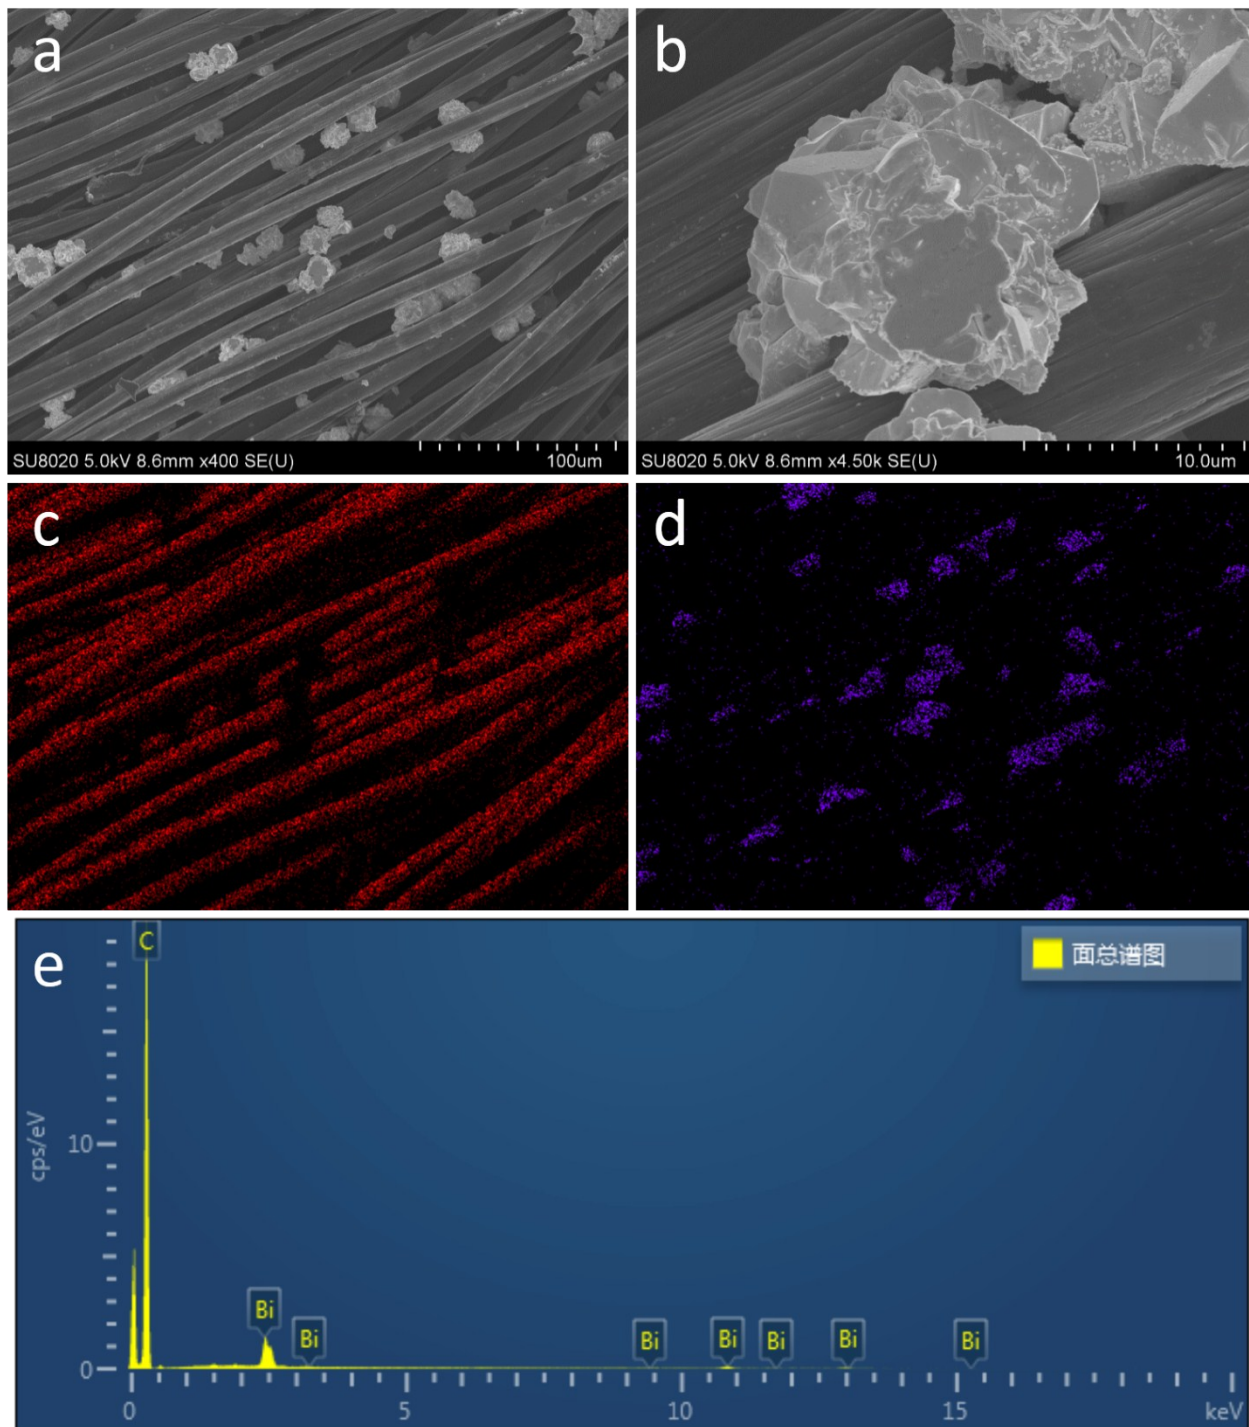 a
b
SU8020 5.0kV 8.6mm x400 SE(U) 100um
SU8020 5.0kV 8.6mm x4.50k SE(U) 10.0um
c
d
e
C
面总谱图
cps/eV
10
Bi
Bi
Bi
Bi
Bi
Bi
Bi
0
0
5
10
15
keV